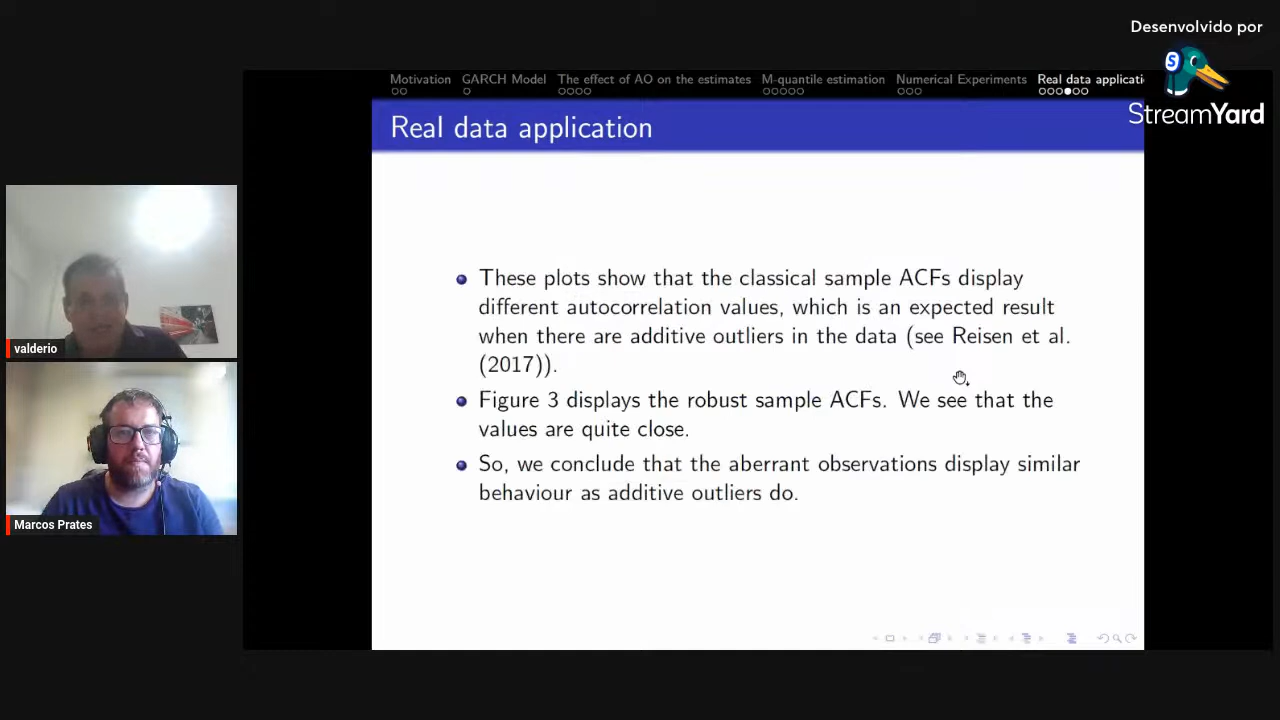 Desenvolvido por
StreamYard
Motivation GARCH Model The effect of AO on the estimates M-quantile estimation Numerical Experiments Real data applicati
Real data application
These plots show that the classical sample ACFs display
different autocorrelation values, which is an expected result
when there are additive outliers in the data (see Reisen et al.
(2017)).
Figure 3 displays the robust sample ACFs. We see that the
values are quite close.
So, we conclude that the aberrant observations display similar
behaviour as additive outliers do.
valderio
Marcos Prates